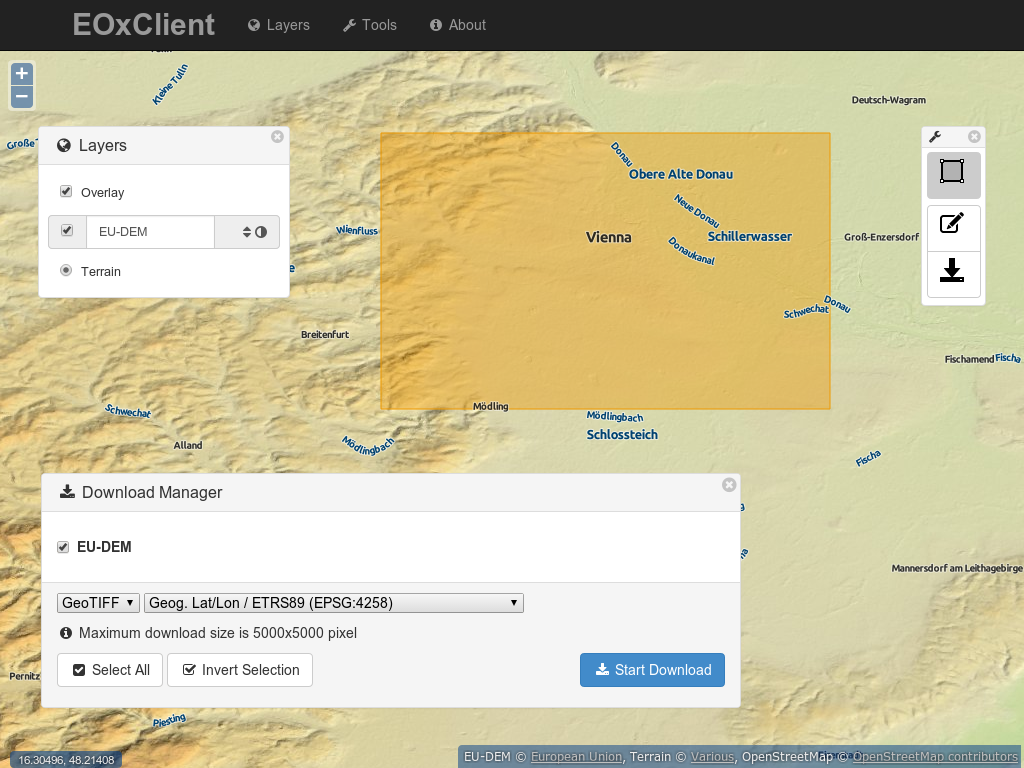 EOxClient Layers Tools About
Kleine Tulln
Deutsch-Wagram
Große
Layers
Overlay
EU-DEM
Terrain
Donau
Obere Alte Donau
Neue Donau
Wienfluss
Vienna
Schillerwasser
Groß-Enzersdorf
Donaukanal
Donau
Schwechat
Breitenfurt
Fischamend
Fischa
Schwechat
Mödling
Mödlingbach
Schlossteich
Alland
Mödlingbach
Fischa
Download Manager
EU-DEM
Mannersdorf am Leithagebirge
GeoTIFF
Geog. Lat/Lon / ETRS89 (EPSG:4258)
Maximum download size is 5000x5000 pixel
Pernitz
Select All
Invert Selection
Start Download
Piesting
16.30496, 48.21408
EU-DEM © European Union, Terrain © Various, OpenStreetMap © OpenStreetMap contributors